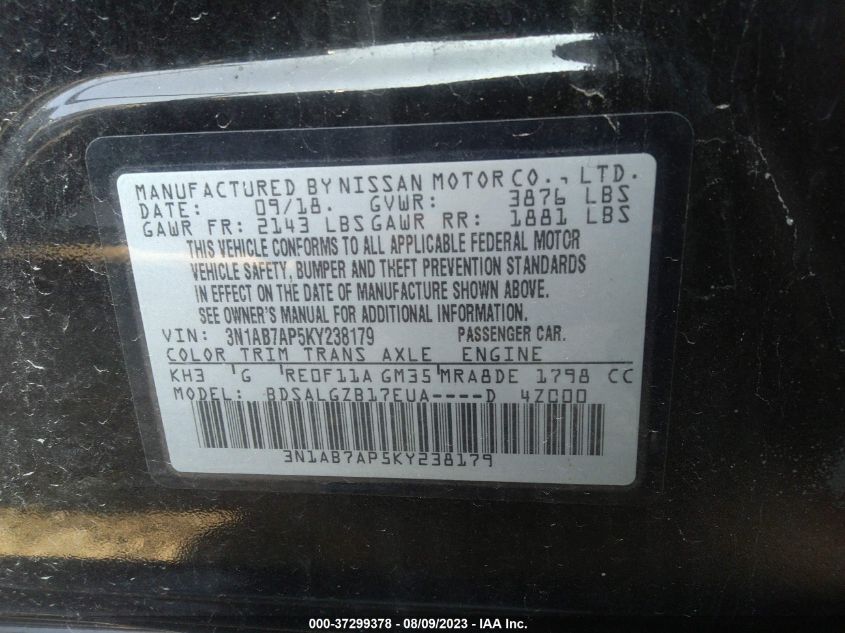 MANUFACTURED BY NISSAN MOTOR CO., LTD.
DATE: 09/18. GVWR: 3876 LBS
GAWR FR: 2143 LBS GAWR RR: 1881 LBS
THIS VEHICLE CONFORMS TO ALL APPLICABLE FEDERAL MOTOR
VEHICLE SAFETY, BUMPER AND THEFT PREVENTION STANDARDS
IN EFFECT ON THE DATE OF MANUFACTURE SHOWN ABOVE.
SEE OWNER'S MANUAL FOR ADDITIONAL INFORMATION.
VIN: 3N1AB7AP5KY238179 PASSENGER CAR.
COLOR TRIM TRANS AXLE ENGINE
KH3 'G 'RE0F11A GM35'MRA8DE 1798 CC
MODEL: BDSALGZB17EUA----D 4ZC00
3N1AB7AP5KY238179
000-37299378 - 08/09/2023 - IAA Inc.